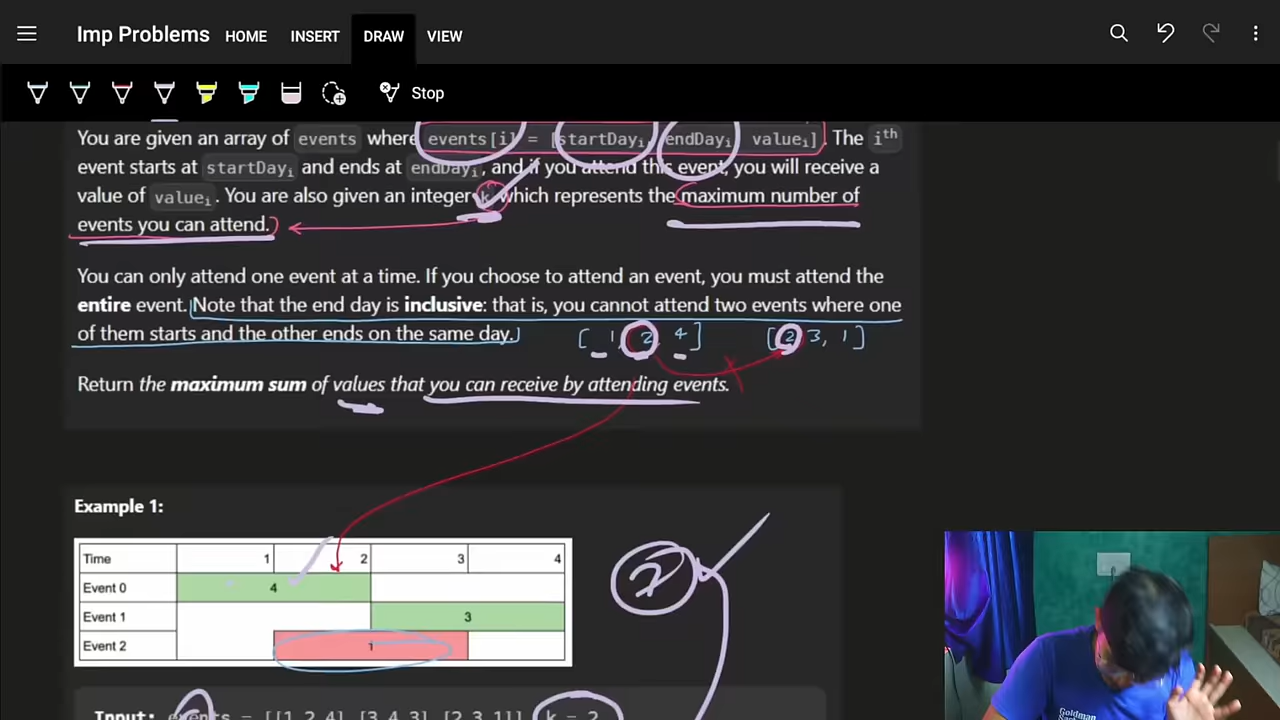 Imp Problems HOME INSERT DRAW VIEW
Stop
You are given an array of events where events[i] = [startDayi, endDayi, valuei]. The ith
event starts at startDayi and ends at endDayi, and if you attend this event, you will receive a
value of valuei. You are also given an integer k which represents the maximum number of
events you can attend.
You can only attend one event at a time. If you choose to attend an event, you must attend the
entire event. Note that the end day is inclusive: that is, you cannot attend two events where one
of them starts and the other ends on the same day.
[ 1, 2, 4 ] [ 2, 3, 1 ]
Return the maximum sum of values that you can receive by attending events.
Example 1:
Time 1 2 3 4
Event 0 4
Event 1 3
Event 2 1
7
Input: events = [[1,2,4],[3,4,3],[2,3,1]], k = 2
Goldman